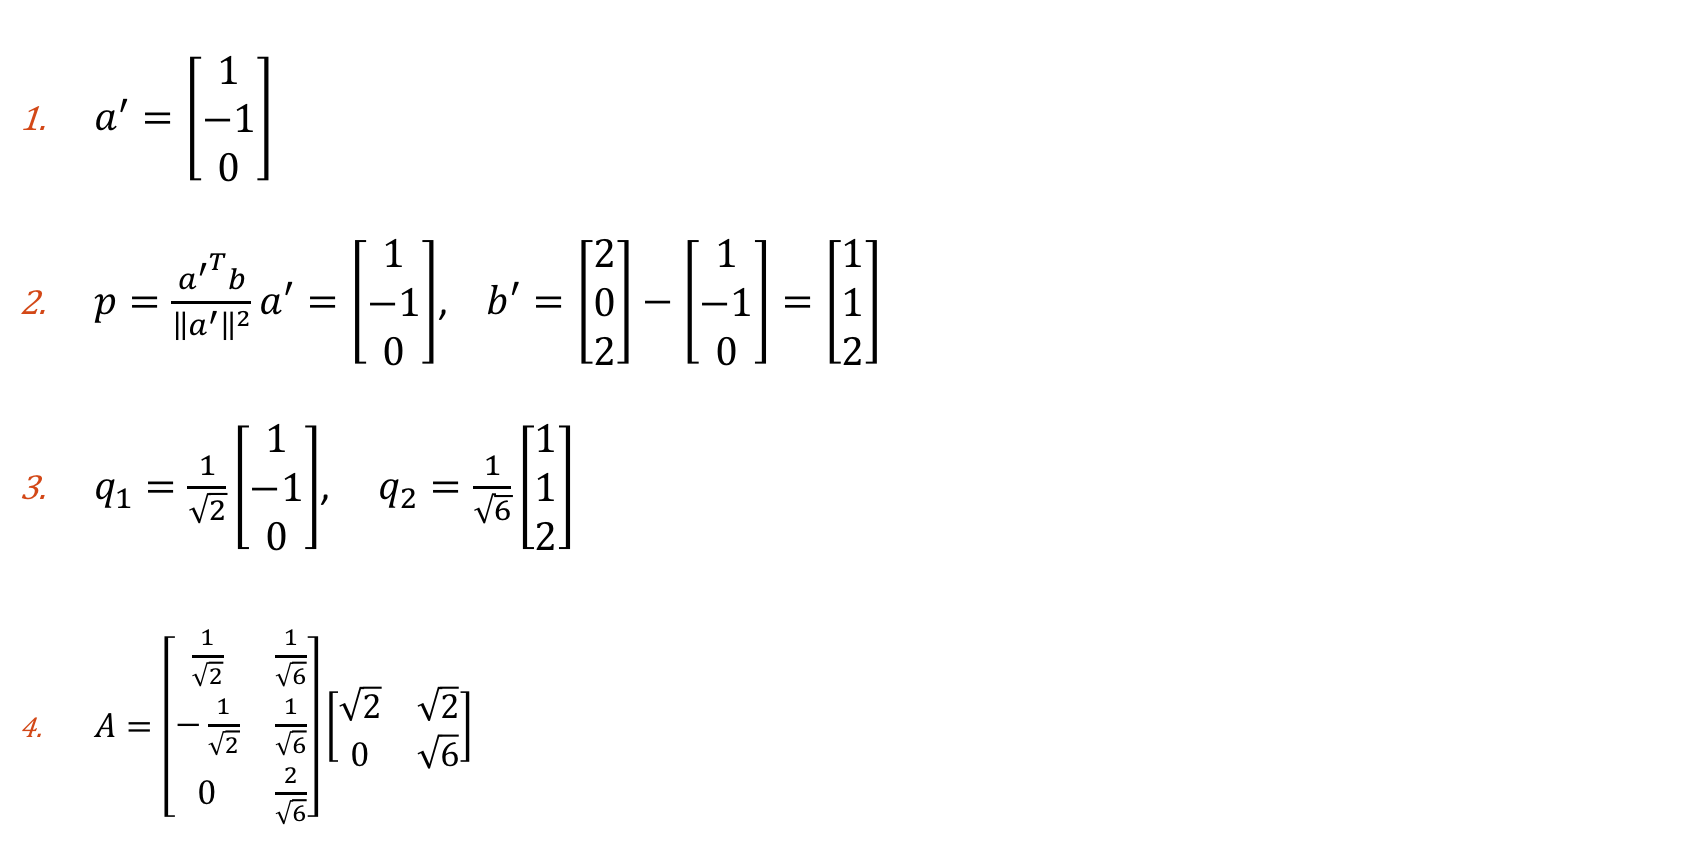 1. a′ = [1; −1; 0]
2. p = (a′ᵀb / ‖a′‖²) a′ = [1; −1; 0], b′ = [2; 0; 2] − [1; −1; 0] = [1; 1; 2]
3. q₁ = 1/√2 [1; −1; 0], q₂ = 1/√6 [1; 1; 2]
4. A = [1/√2 1/√6; −1/√2 1/√6; 0 2/√6] [√2 √2; 0 √6]